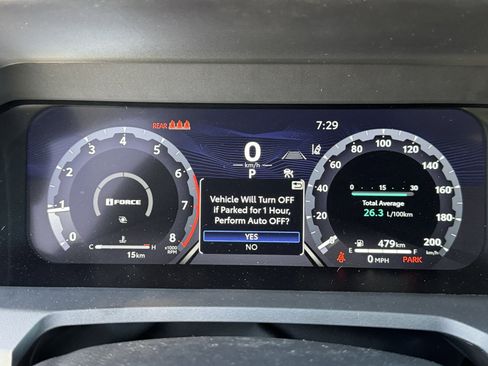 REAR
7:29
0
km/h
P
i FORCE
0 1 2 3 4 5 6 7 8
x1000
RPM
C H
15 km
Vehicle Will Turn OFF
if Parked for 1 Hour,
Perform Auto OFF?
YES
NO
0 20 40 60 80 100 120 140 160 180 200
0 15 30
Total Average
26.3 L/100km
479km
E F
0 MPH
PARK